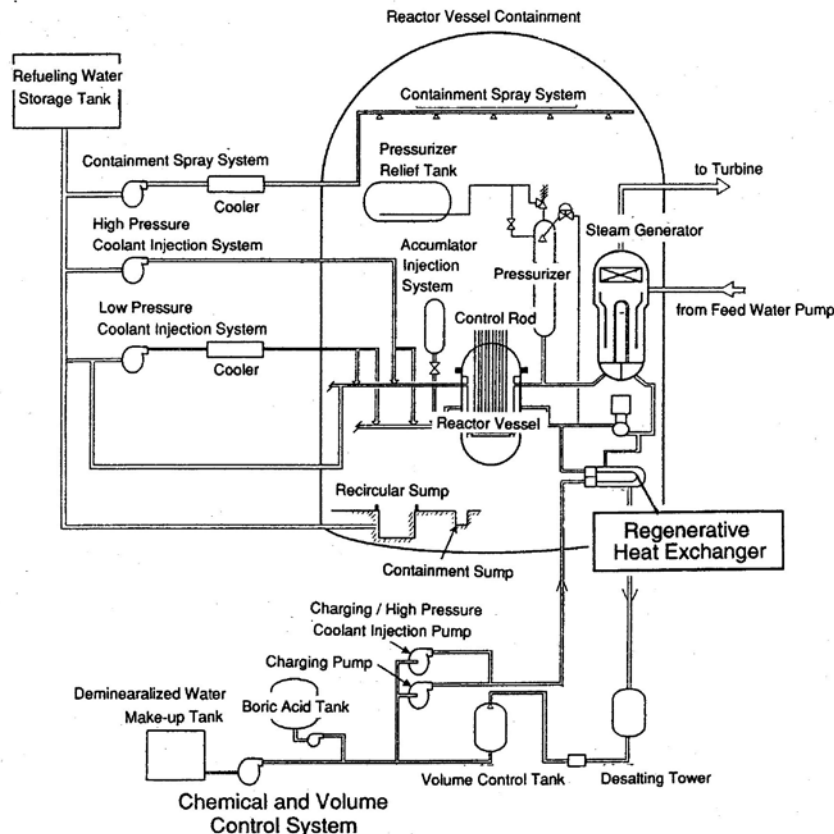 Reactor Vessel Containment
Refueling Water
Storage Tank
Containment Spray System
Containment Spray System
Cooler
Pressurizer
Relief Tank
to Turbine
High Pressure
Coolant Injection System
Accumlator
Injection
System
Pressurizer
Steam Generator
from Feed Water Pump
Low Pressure
Coolant Injection System
Cooler
Control Rod
Reactor Vessel
Recircular Sump
Containment Sump
Regenerative
Heat Exchanger
Charging / High Pressure
Coolant Injection Pump
Charging Pump
Deminearalized Water
Make-up Tank
Boric Acid Tank
Volume Control Tank
Desalting Tower
Chemical and Volume
Control System